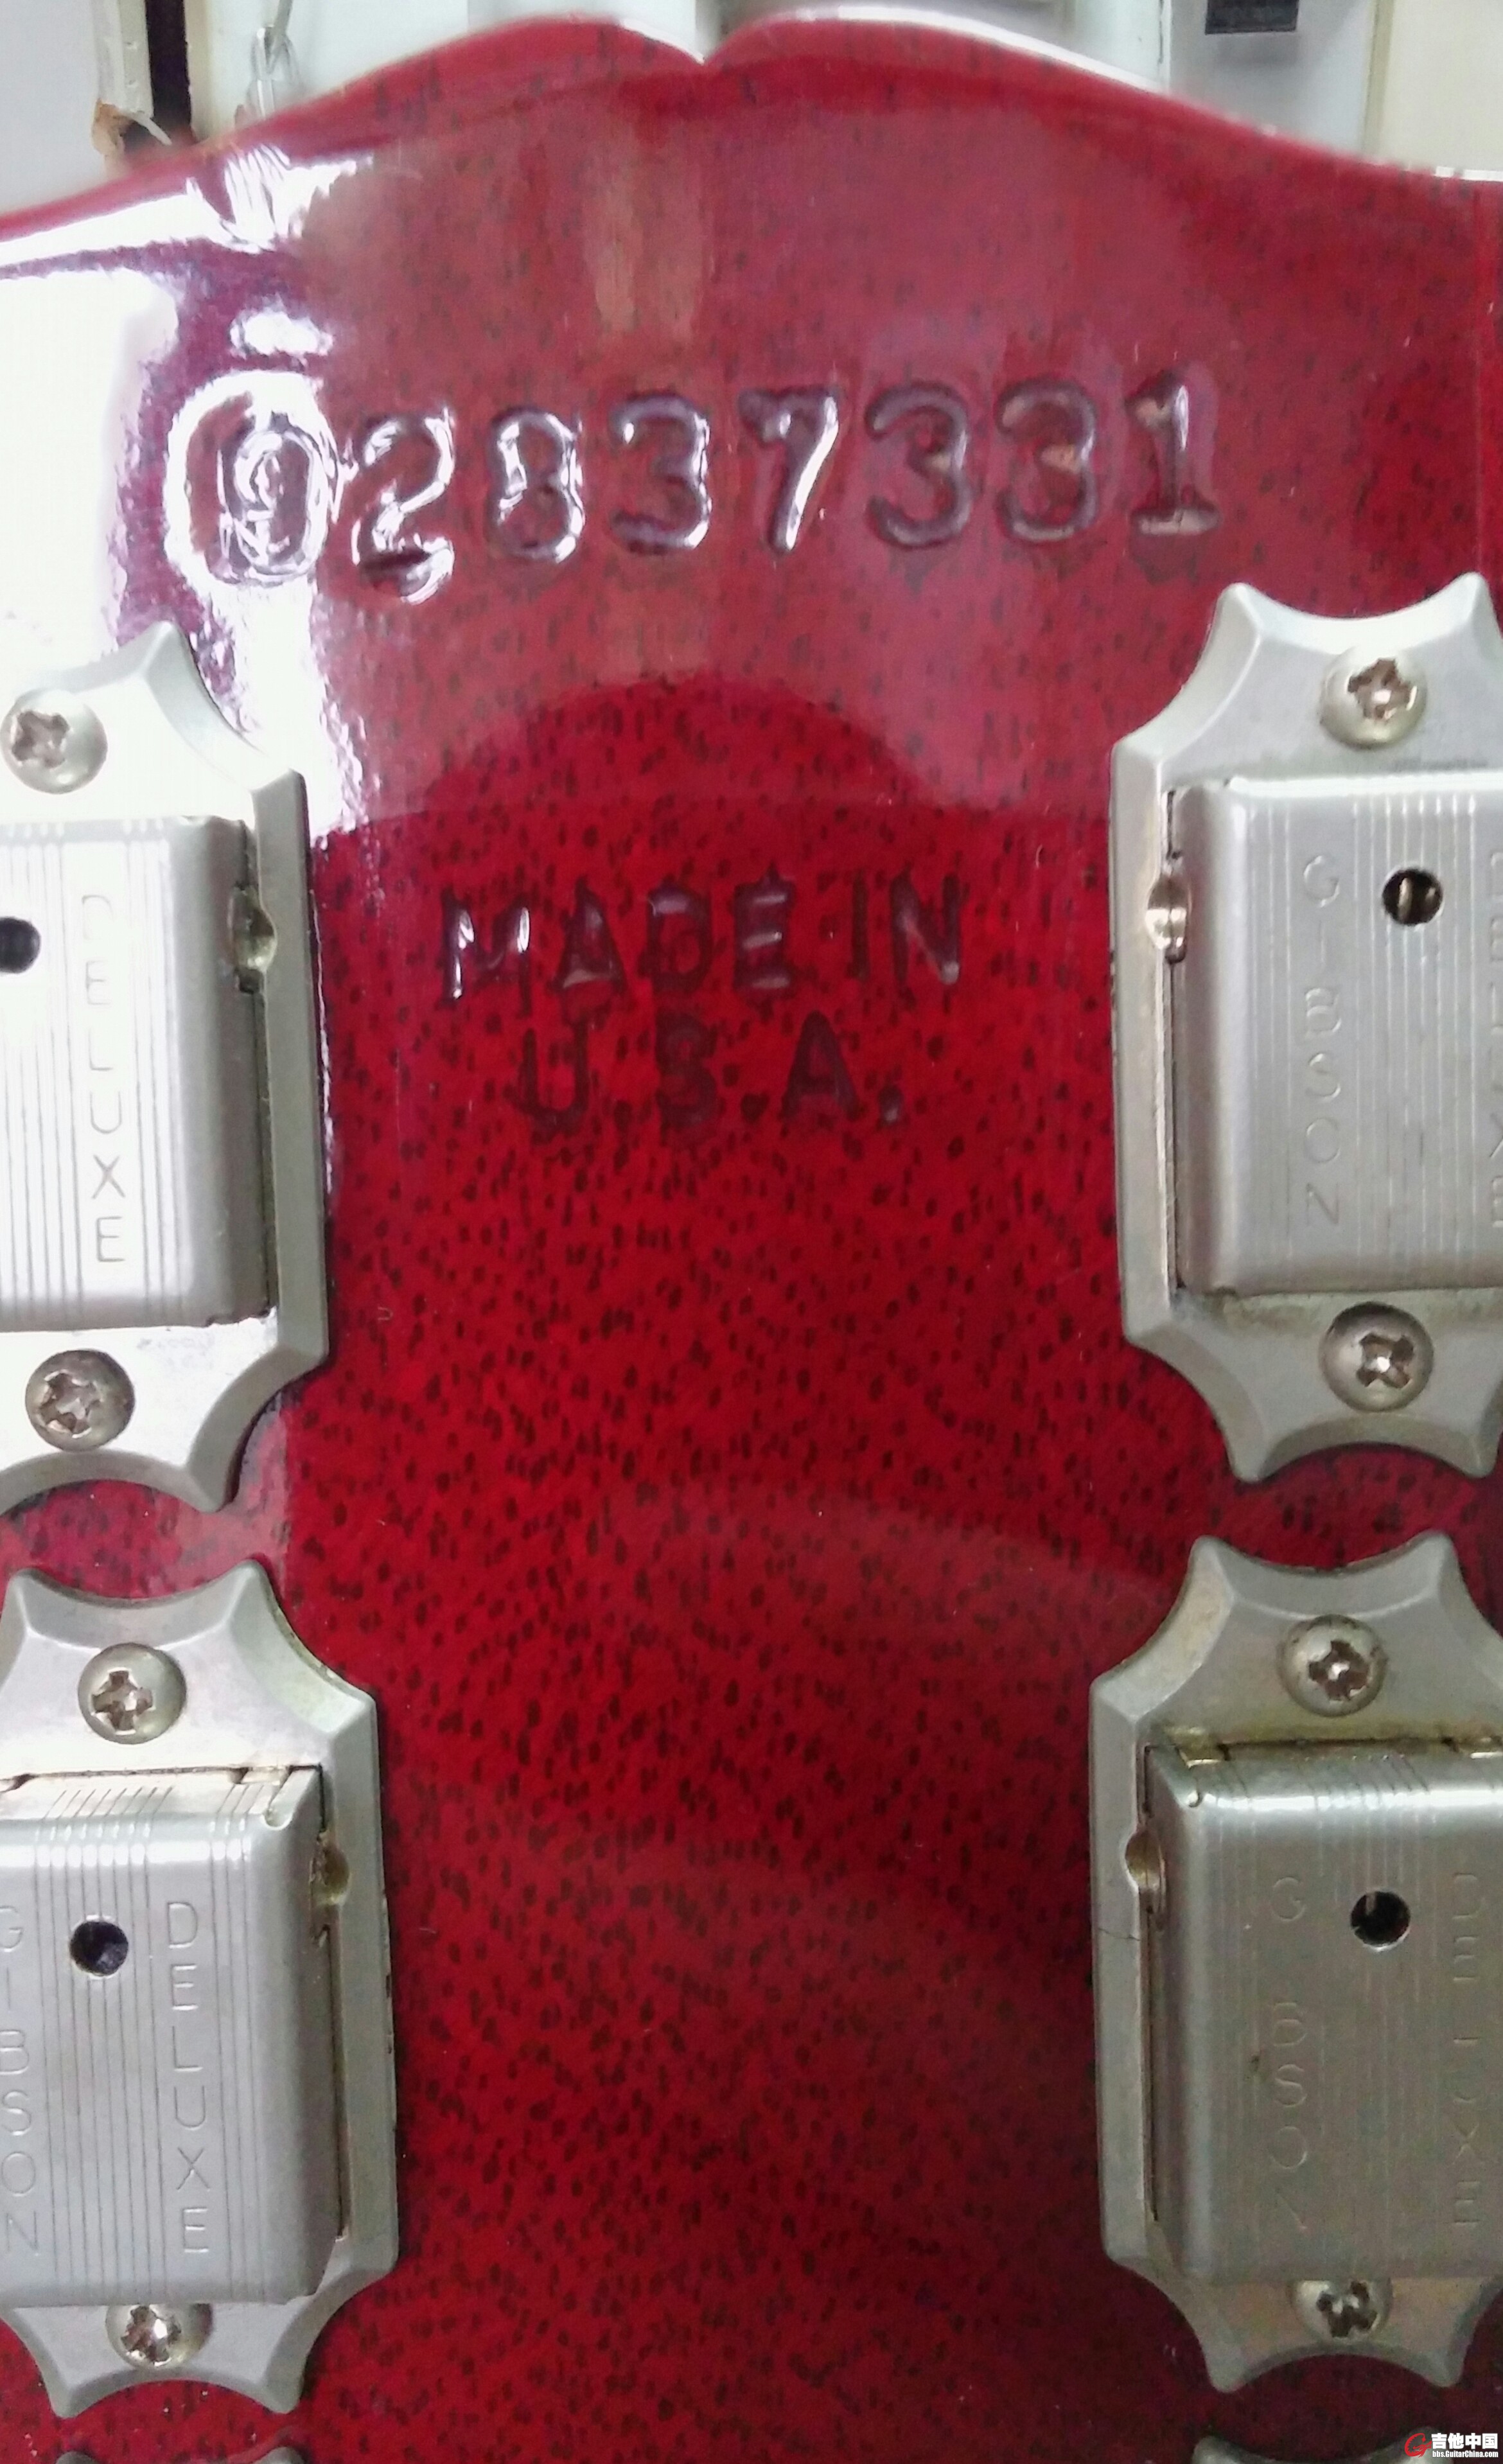 02837331
MADE IN
U.S.A.
DELUXE
GIBSON
DELUXE
GIBSON
DELUXE
GIBSON
DELUXE
吉他中国
bbs.GuitarChina.com